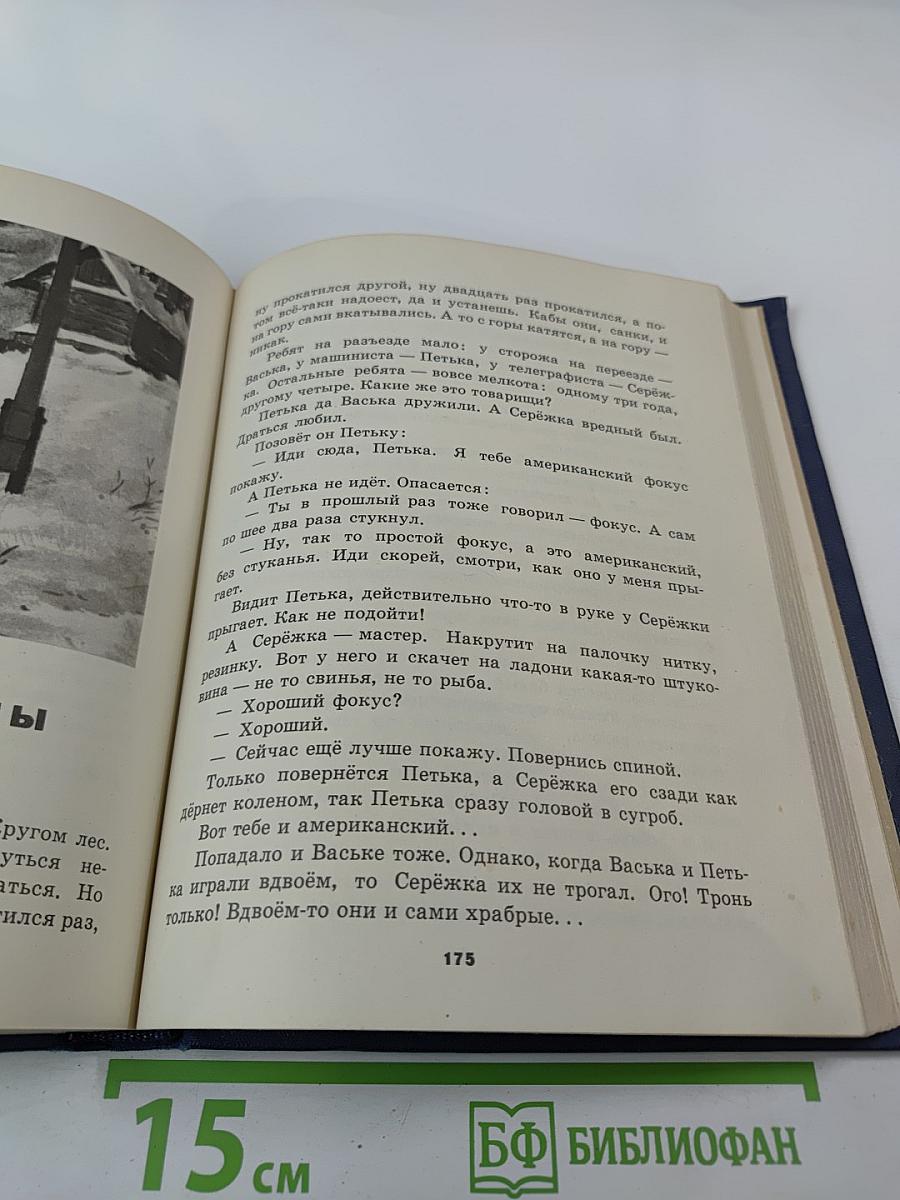 ты
Кругом лес.
нуться не-
аться. Но
тился раз,
ну прокатился другой, ну двадцать раз прокатился, а по-
том всё-таки надоест, да и устанешь. Кабы они, санки, и
на гору сами вкатывались. А то с горы катятся, а на гору —
никак.
Ребят на разъезде мало: у сторожа на переезде —
Васька, у машиниста — Петька, у телеграфиста — Серёж-
ка. Остальные ребята — вовсе мелкота: одному три года,
другому четыре. Какие же это товарищи?
Петька да Васька дружили. А Серёжка вредный был.
Драться любил.
Позовёт он Петьку:
— Иди сюда, Петька. Я тебе американский фокус
покажу.
А Петька не идёт. Опасается:
— Ты в прошлый раз тоже говорил — фокус. А сам
по шее два раза стукнул.
— Ну, так то простой фокус, а это американский,
без стуканья. Иди скорей, смотри, как оно у меня пры-
гает.
Видит Петька, действительно что-то в руке у Серёжки
прыгает. Как не подойти!
А Серёжка — мастер. Накрутит на палочку нитку,
резинку. Вот у него и скачет на ладони какая-то штуко-
вина — не то свинья, не то рыба.
— Хороший фокус?
— Хороший.
— Сейчас ещё лучше покажу. Повернись спиной.
Только повернётся Петька, а Серёжка его сзади как
дёрнет коленом, так Петька сразу головой в сугроб.
Вот тебе и американский...
Попадало и Ваське тоже. Однако, когда Васька и Петь-
ка играли вдвоём, то Серёжка их не трогал. Ого! Тронь
только! Вдвоём-то они и сами храбрые...
175
15 см
БФ БИБЛИОФАН